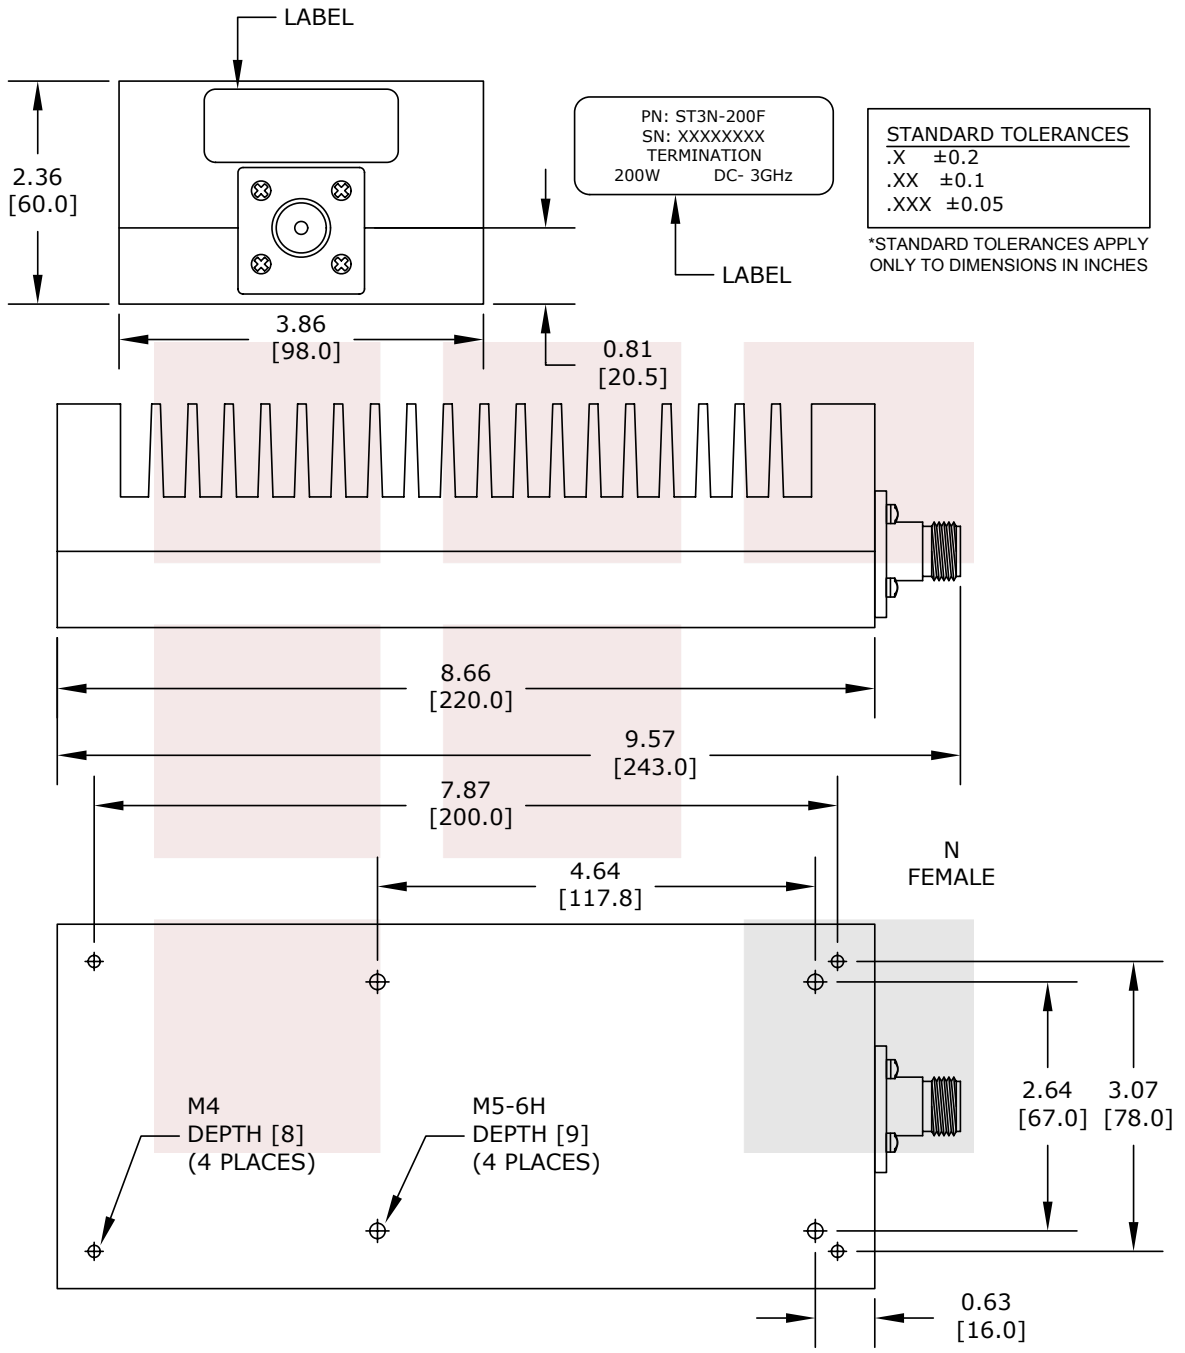 LABEL
2.36
[60.0]
PN: ST3N-200F
SN: XXXXXXXX
TERMINATION
200W DC- 3GHz
LABEL
STANDARD TOLERANCES
.X ±0.2
.XX ±0.1
.XXX ±0.05
*STANDARD TOLERANCES APPLY
ONLY TO DIMENSIONS IN INCHES
3.86
[98.0]
0.81
[20.5]
8.66
[220.0]
9.57
[243.0]
7.87
[200.0]
4.64
[117.8]
N
FEMALE
M4
DEPTH [8]
(4 PLACES)
M5-6H
DEPTH [9]
(4 PLACES)
2.64
[67.0]
3.07
[78.0]
0.63
[16.0]